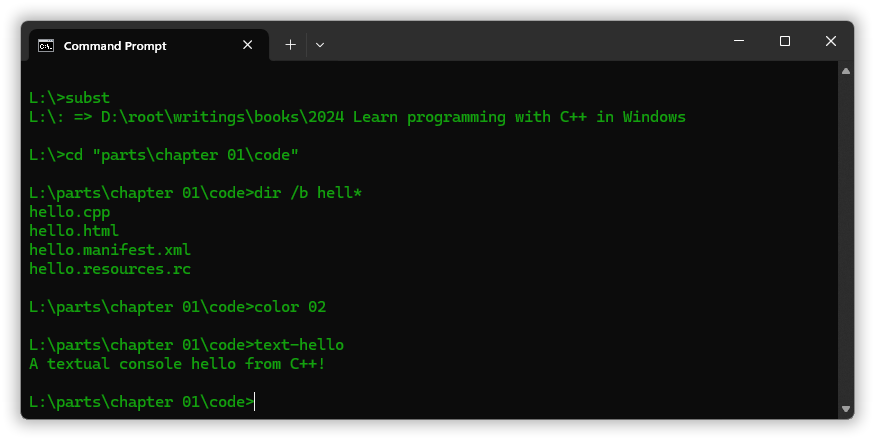 Command Prompt
L:\>subst
L:\: => D:\root\writings\books\2024 Learn programming with C++ in Windows
L:\>cd "parts\chapter 01\code"
L:\parts\chapter 01\code>dir /b hell*
hello.cpp
hello.html
hello.manifest.xml
hello.resources.rc
L:\parts\chapter 01\code>color 02
L:\parts\chapter 01\code>text-hello
A textual console hello from C++!
L:\parts\chapter 01\code>